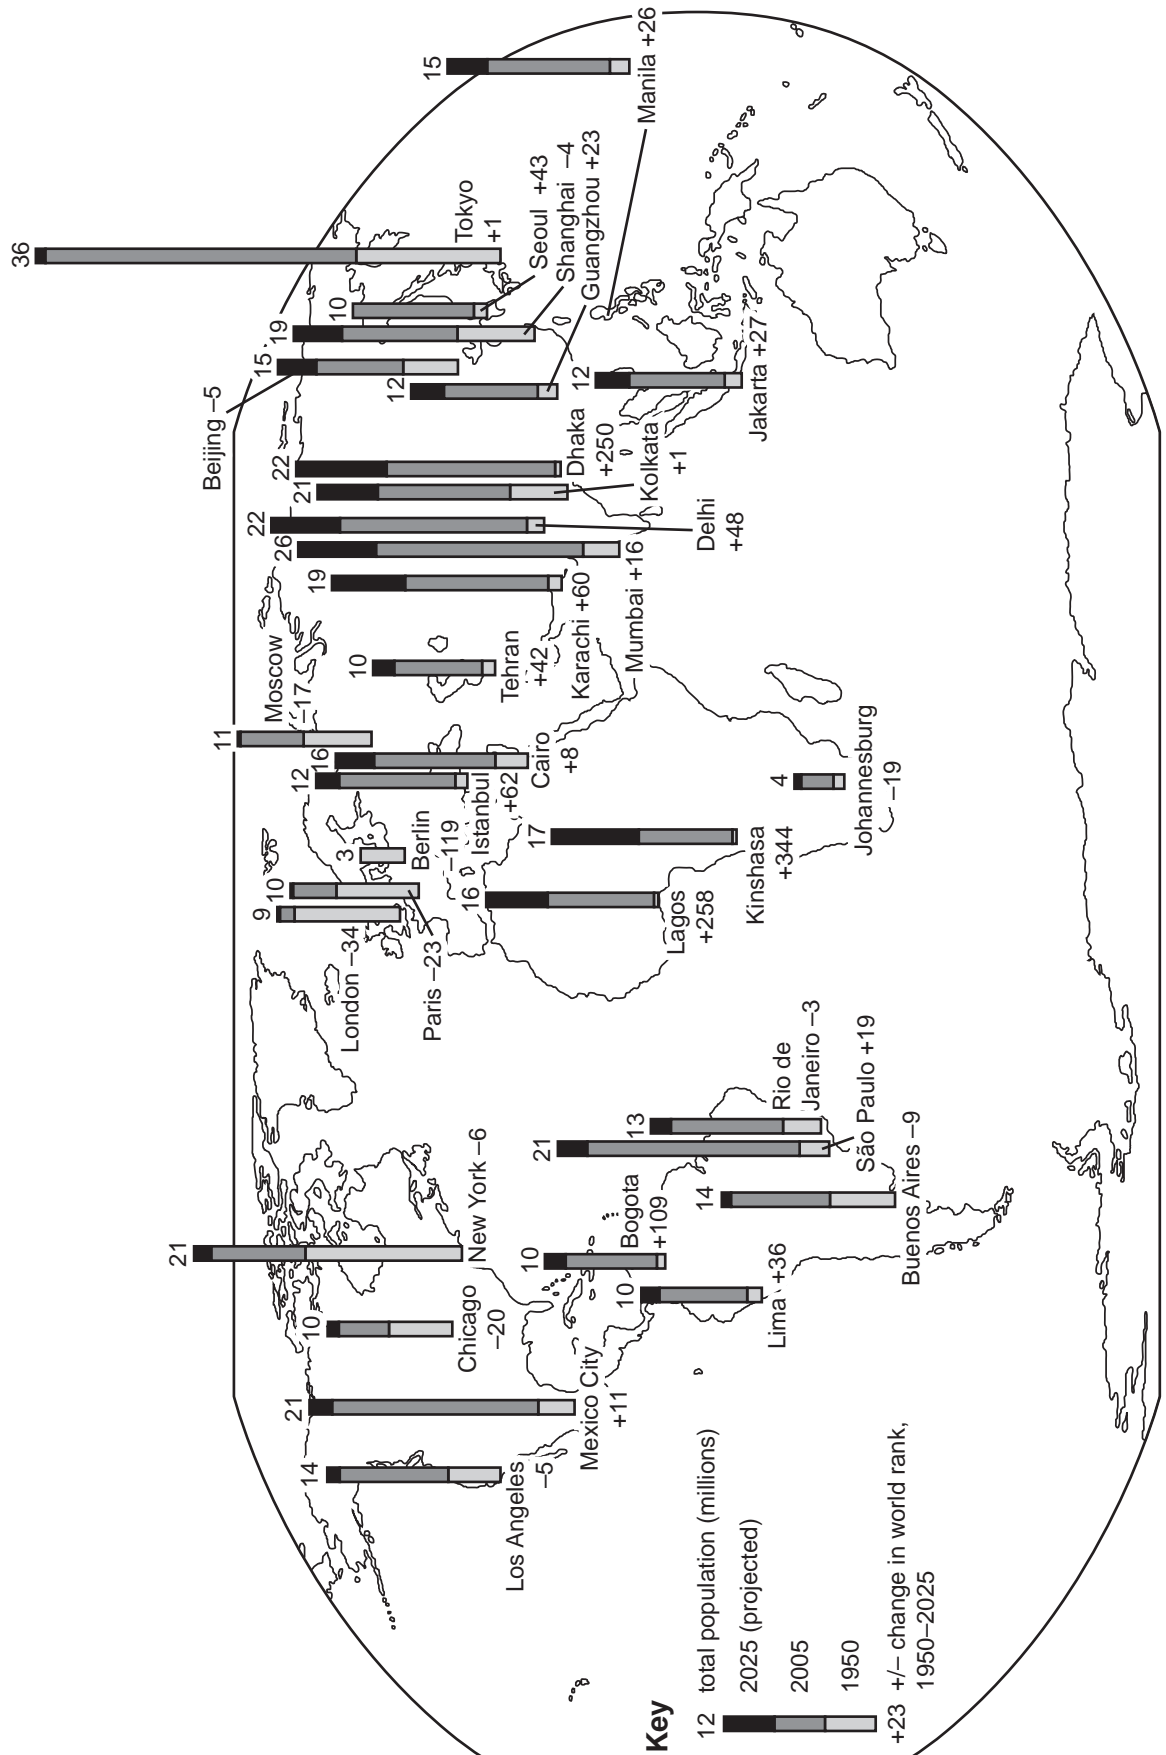 36
15
Manila +26
Tokyo
+1
10
Seoul +43
19
Shanghai –4
15
Beijing –5
12
Guangzhou +23
12
Jakarta +27
22
Dhaka
+250
21
Kolkata
+1
22
Delhi
+48
26
Mumbai +16
19
Karachi +60
10
Tehran
+42
11
Moscow
–17
16
Cairo
+8
12
Istanbul
+62
3
Berlin
–119
10
Paris –23
9
London –34
16
Lagos
+258
17
Kinshasa
+344
4
Johannesburg
–19
13
Rio de
Janeiro –3
21
São Paulo +19
14
Buenos Aires –9
10
Bogota
+109
10
Lima +36
21
New York –6
10
Chicago
–20
21
Mexico City
+11
14
Los Angeles
–5
Key
12 total population (millions)
2025 (projected)
2005
1950
+23 +/– change in world rank,
1950–2025